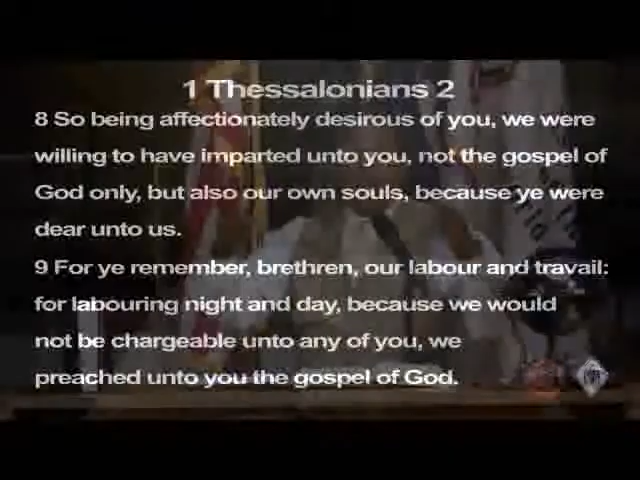 1 Thessalonians 2
8 So being affectionately desirous of you, we were
willing to have imparted unto you, not the gospel of
God only, but also our own souls, because ye were
dear unto us.
9 For ye remember, brethren, our labour and travail:
for labouring night and day, because we would
not be chargeable unto any of you, we
preached unto you the gospel of God.